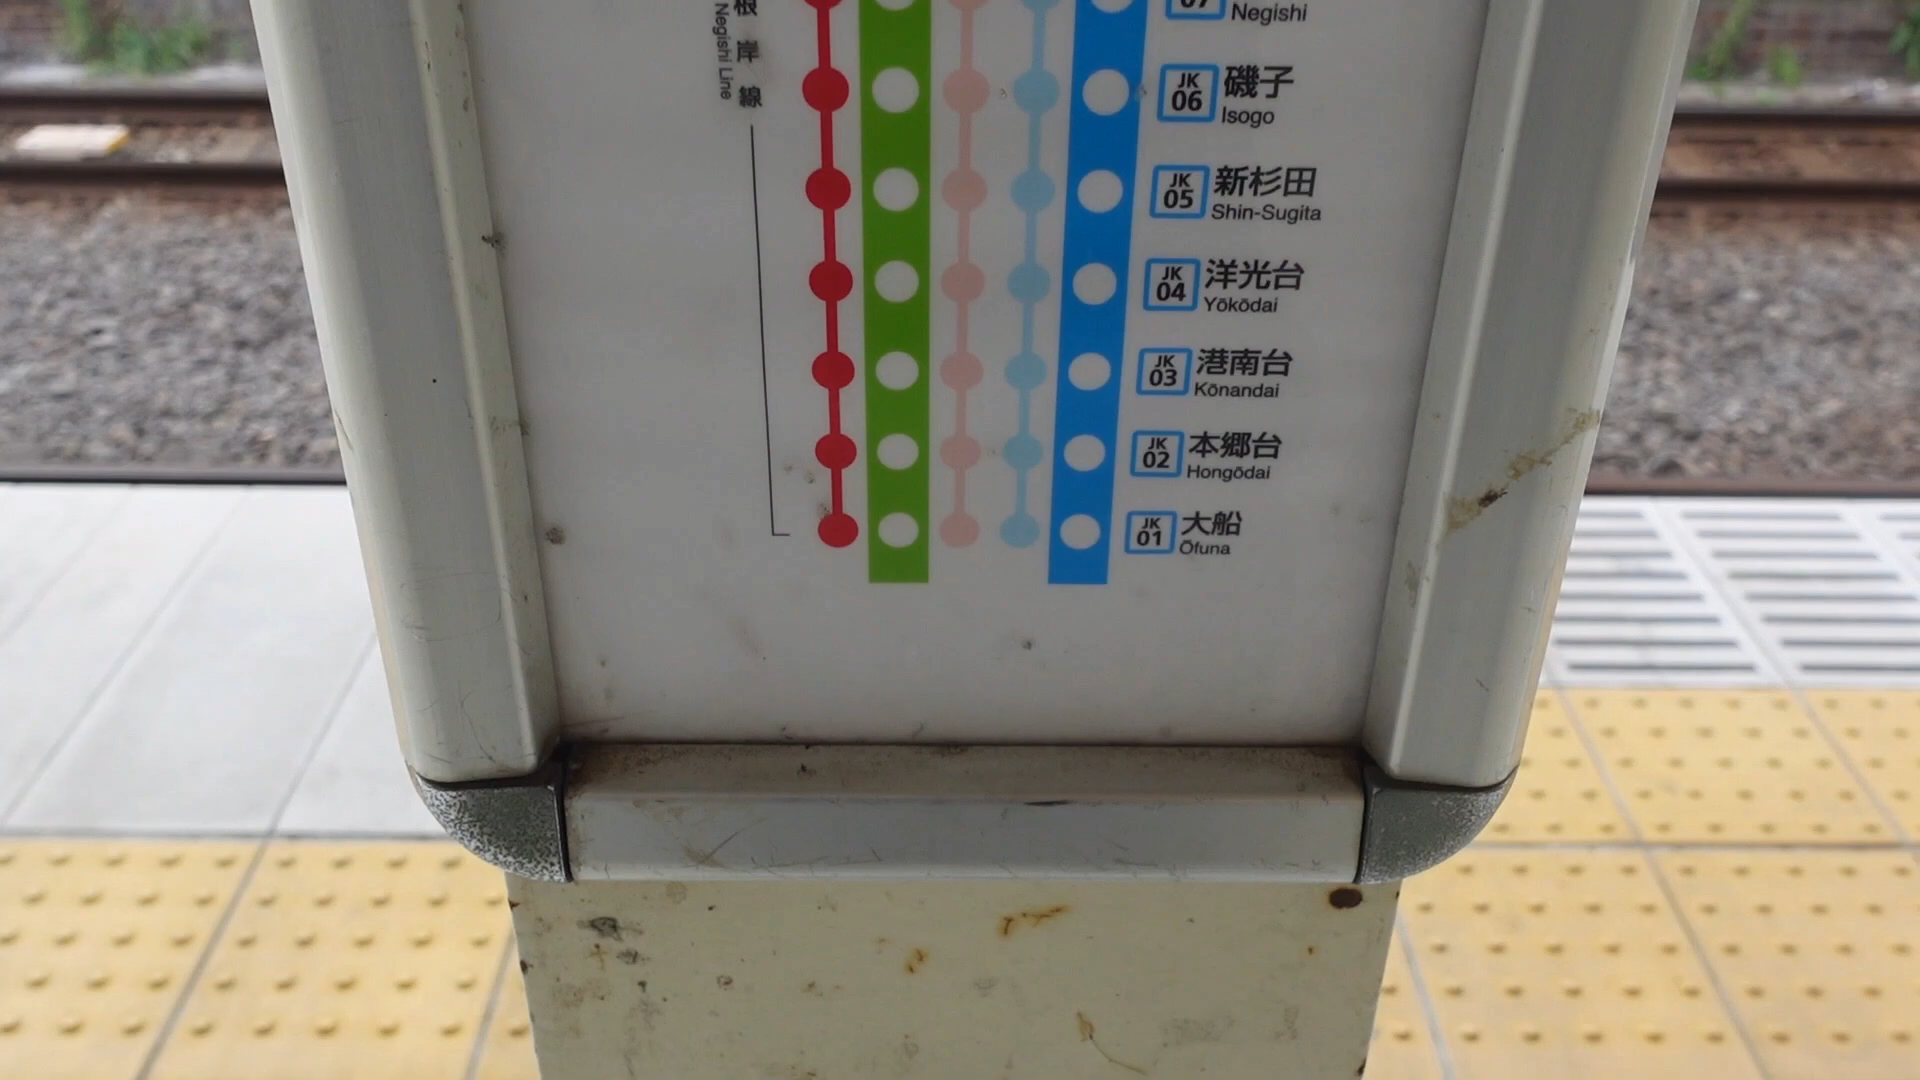 根岸線
Negishi Line
07
Negishi
JK
06
磯子
Isogo
JK
05
新杉田
Shin-Sugita
JK
04
洋光台
Yōkōdai
JK
03
港南台
Kōnandai
JK
02
本郷台
Hongōdai
JK
01
大船
Ōfuna